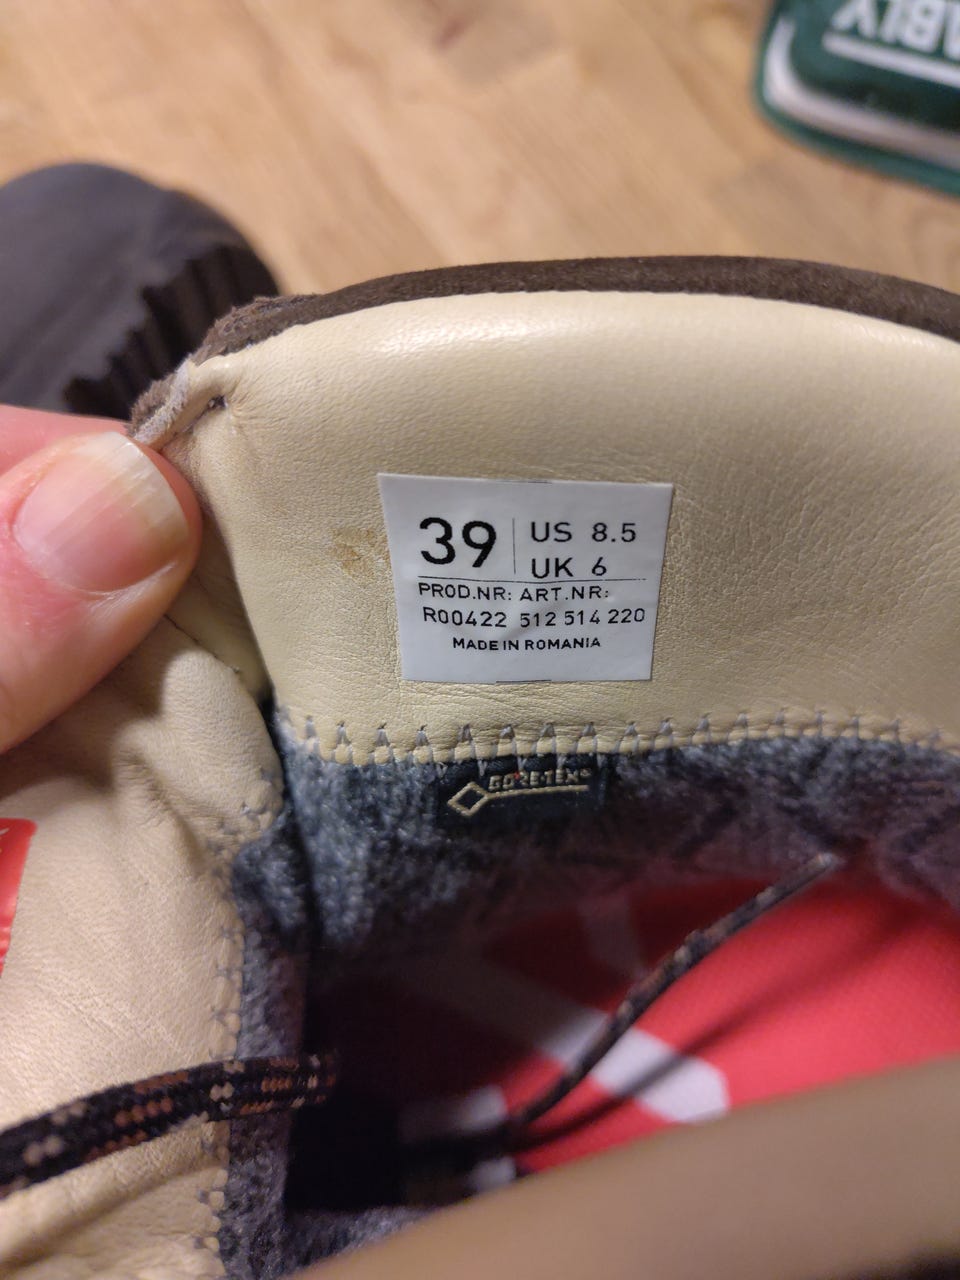 ABLY
39
US 8.5
UK 6
PROD.NR: ART.NR:
R00422 512 514 220
MADE IN ROMANIA
GORE-TEX®